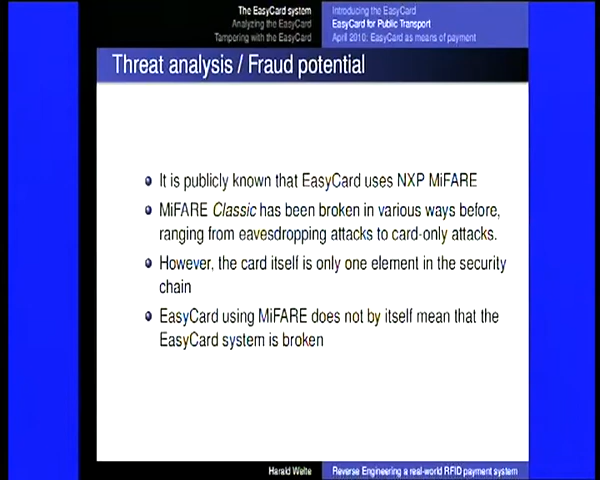 The EasyCard system
Analyzing the EasyCard
Tampering with the EasyCard
Introducing the EasyCard
EasyCard for Public Transport
April 2010: EasyCard as means of payment
Threat analysis / Fraud potential
It is publicly known that EasyCard uses NXP MiFARE
MiFARE Classic has been broken in various ways before,
ranging from eavesdropping attacks to card-only attacks.
However, the card itself is only one element in the security
chain
EasyCard using MiFARE does not by itself mean that the
EasyCard system is broken
Harald Welte
Reverse Engineering a real-world RFID payment system